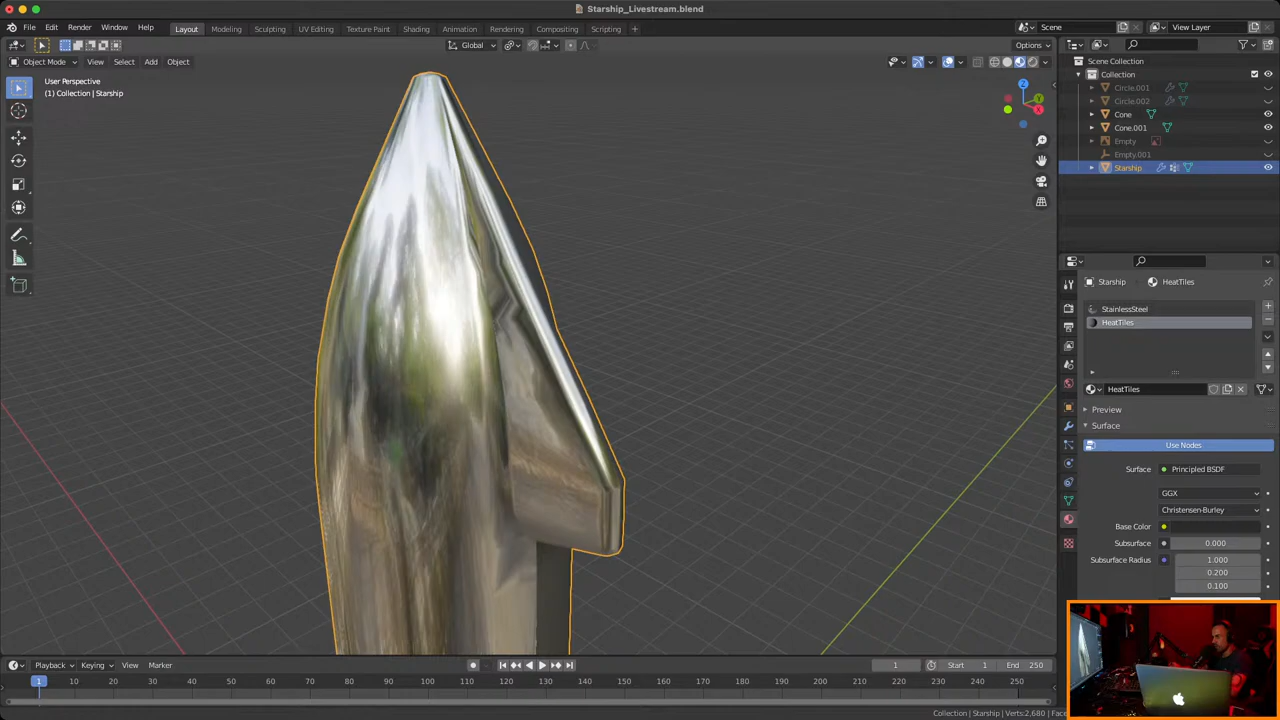 Starship_Livestream.blend
File Edit Render Window Help Layout Modeling Sculpting UV Editing Texture Paint Shading Animation Rendering Compositing Scripting + Scene View Layer
Global Options
Object Mode View Select Add Object
User Perspective
(1) Collection | Starship
Z
Y
X
Scene Collection
Collection
Circle.001
Circle.002
Cone
Cone.001
Empty
Empty.001
Starship
Starship HeatTiles
StainlessSteel
HeatTiles
HeatTiles
Preview
Surface
Use Nodes
Surface Principled BSDF
GGX
Christensen-Burley
Base Color
Subsurface 0.000
Subsurface Radius 1.000
0.200
0.100
Playback Keying View Marker 1 Start 1 End 250
1 10 20 30 40 50 60 70 80 90 100 110 120 130 140 150 160 170 180 190 200 210 220 230 240 250
Collection | Starship | Verts:2,680 | Face